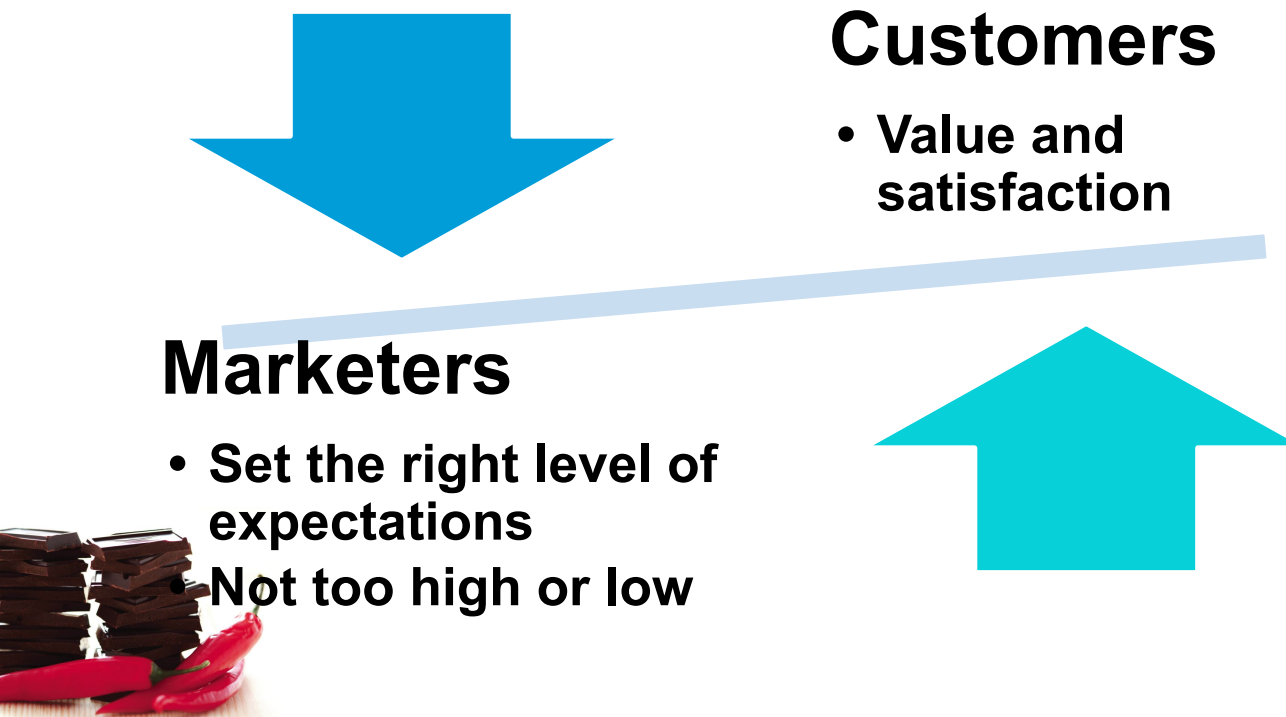 Customers
• Value and
satisfaction
Marketers
• Set the right level of
expectations
• Not too high or low